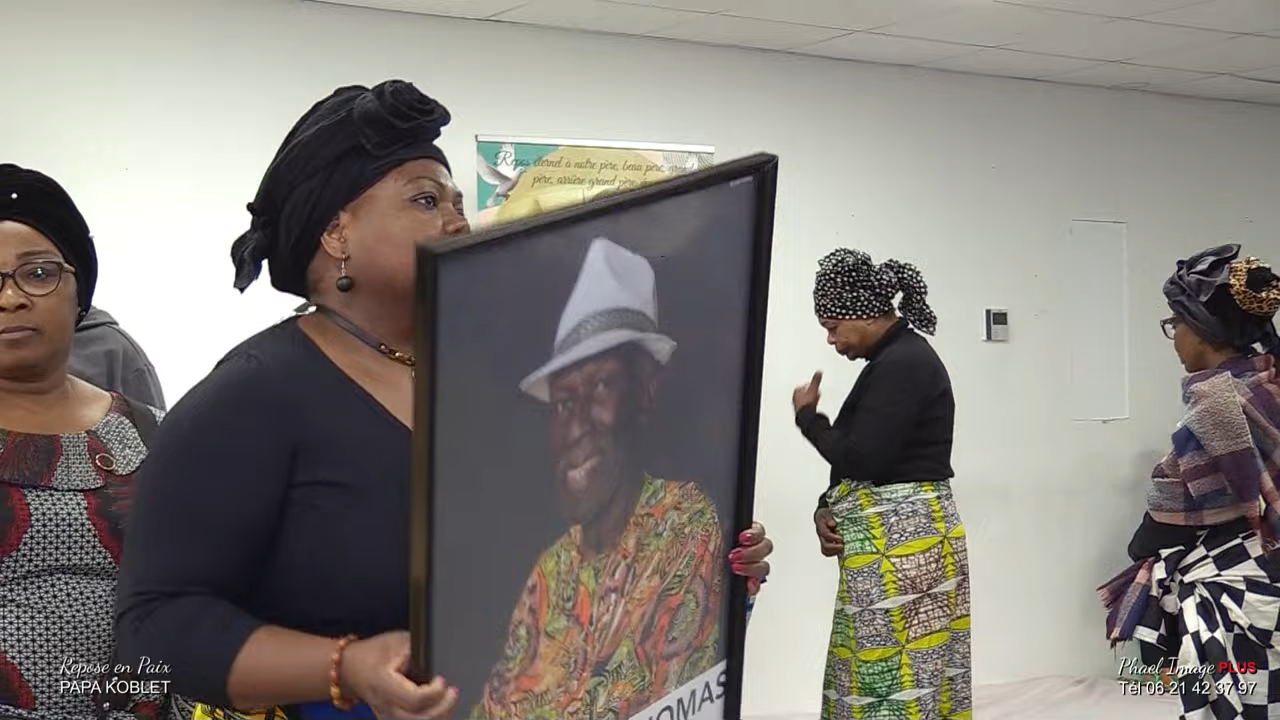 Repos éternel à notre père, beau père, grand
père, arrière grand père
HOMAS
Repose en Paix
PAPA KOBLET
Phael Image PLUS
Tél 06 21 42 37 97